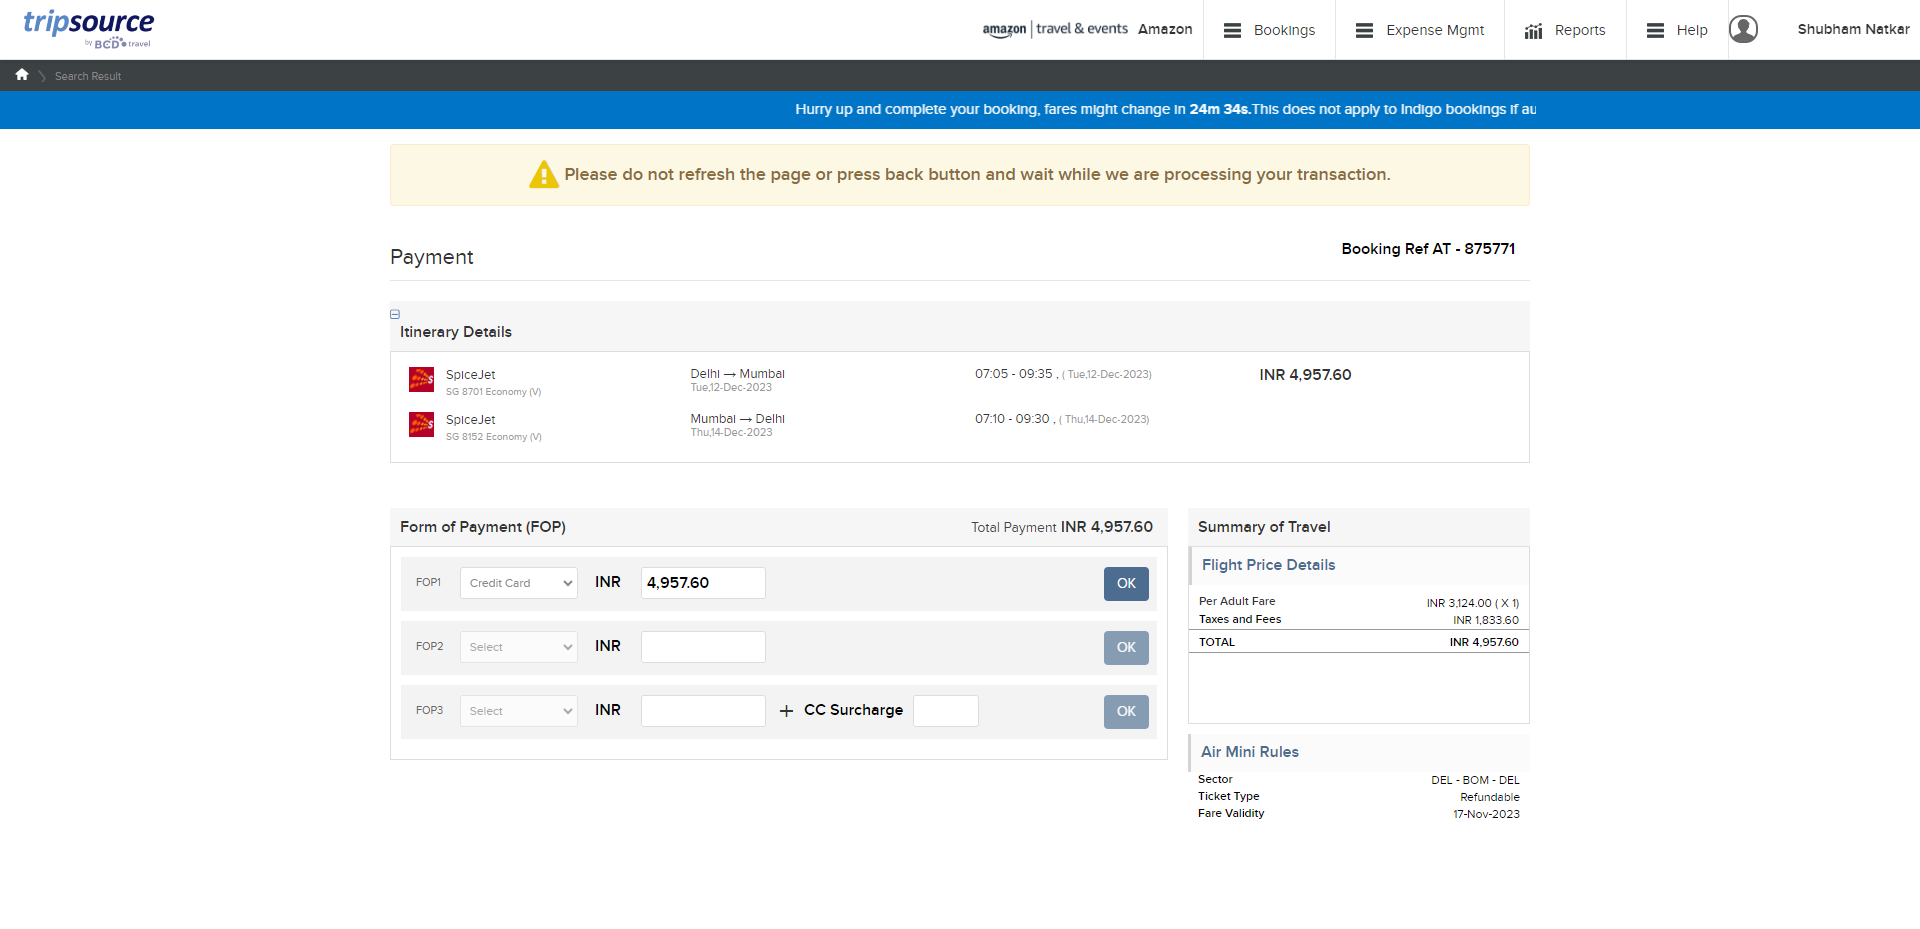 tripsource
by BCD travel
amazon | travel & events Amazon
Bookings
Expense Mgmt
Reports
Help
Shubham Natkar
Search Result
Hurry up and complete your booking, fares might change in 24m 34s.This does not apply to Indigo bookings if au
Please do not refresh the page or press back button and wait while we are processing your transaction.
Payment
Booking Ref AT - 875771
Itinerary Details
SpiceJet Delhi → Mumbai 07:05 - 09:35 , ( Tue,12-Dec-2023) INR 4,957.60
SG 8701 Economy (V) Tue,12-Dec-2023
SpiceJet Mumbai → Delhi 07:10 - 09:30 , ( Thu,14-Dec-2023)
SG 8152 Economy (V) Thu,14-Dec-2023
Form of Payment (FOP) Total Payment INR 4,957.60
FOP1 Credit Card INR 4,957.60 OK
FOP2 Select INR OK
FOP3 Select INR + CC Surcharge OK
Summary of Travel
Flight Price Details
Per Adult Fare INR 3,124.00 ( X 1)
Taxes and Fees INR 1,833.60
TOTAL INR 4,957.60
Air Mini Rules
Sector DEL - BOM - DEL
Ticket Type Refundable
Fare Validity 17-Nov-2023